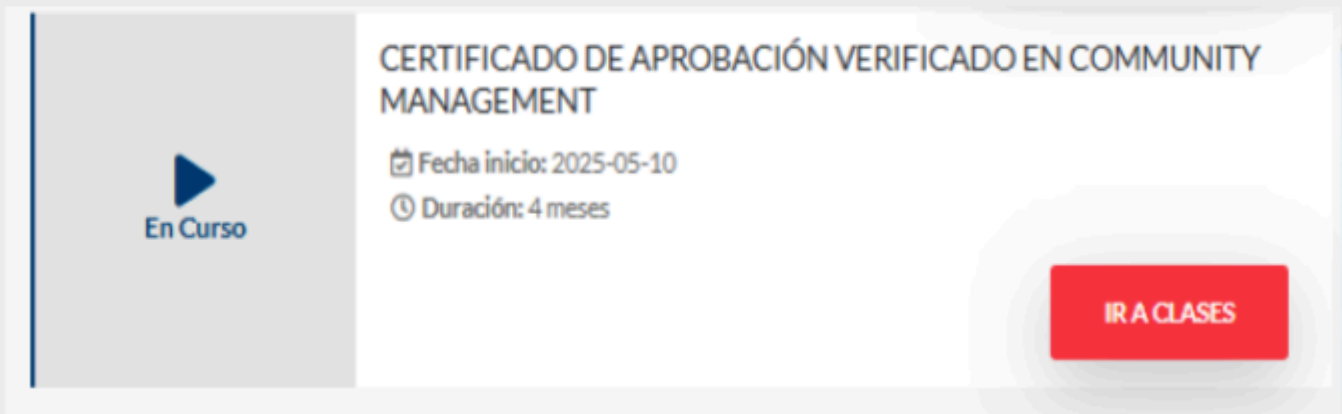 CERTIFICADO DE APROBACIÓN VERIFICADO EN COMMUNITY
MANAGEMENT
Fecha inicio: 2025-05-10
Duración: 4 meses
En Curso
IR A CLASES